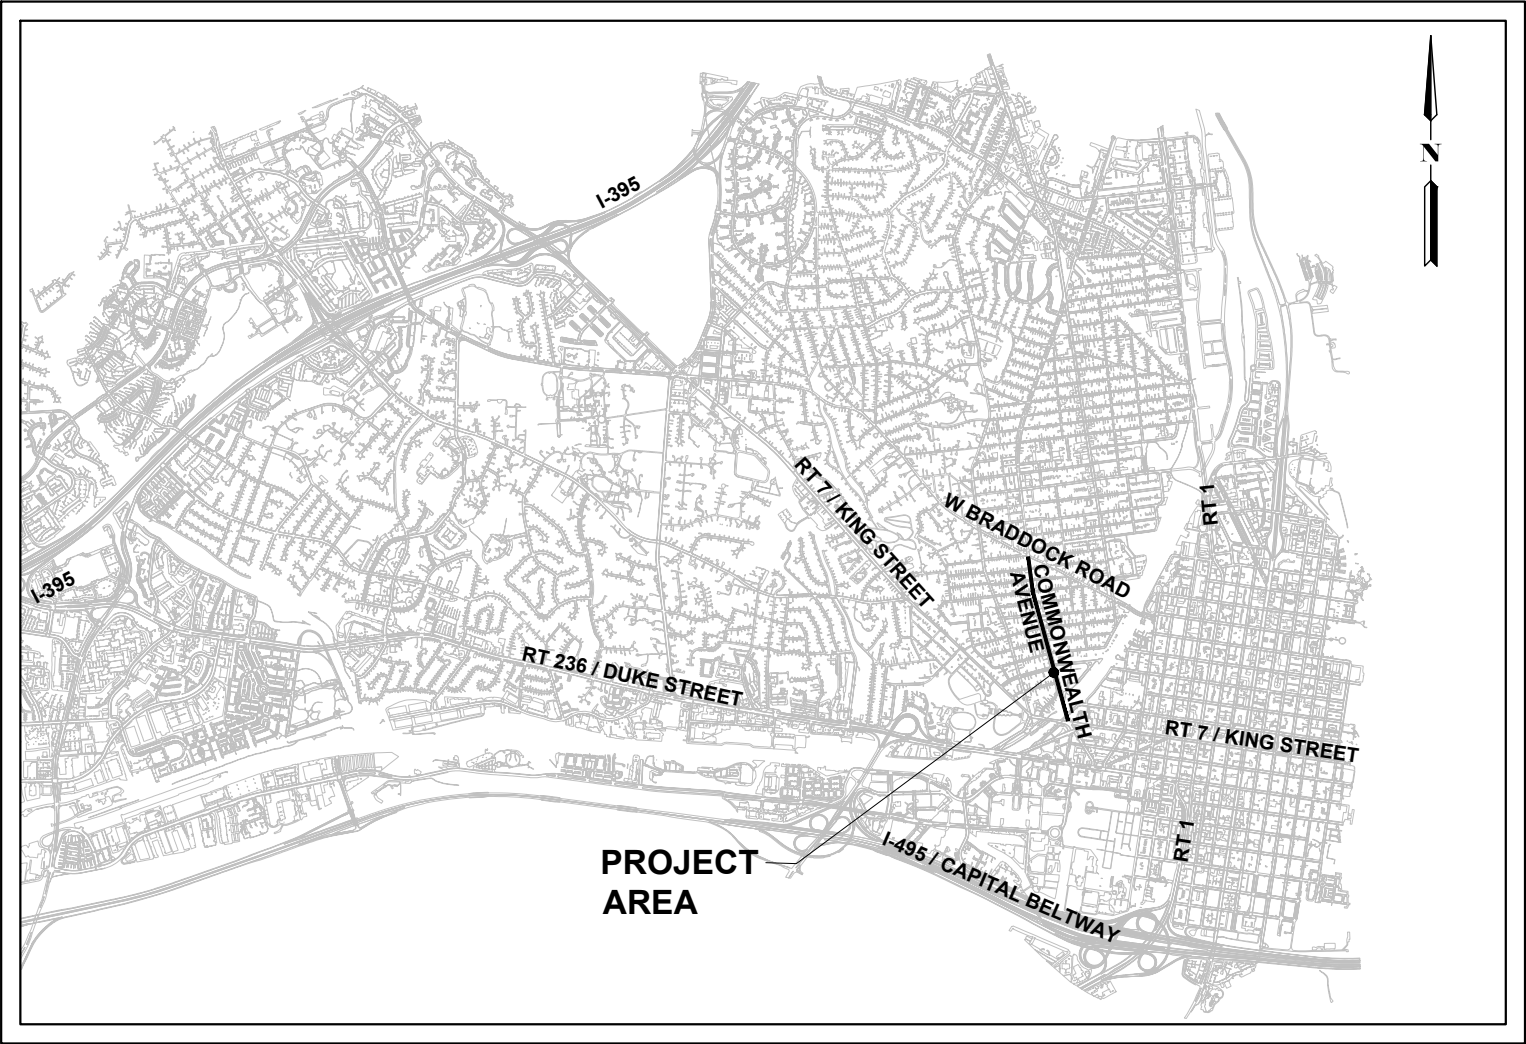 N
I-395
RT 7 / KING STREET
W BRADDOCK ROAD
RT 1
I-395
COMMONWEALTH
AVENUE
RT 236 / DUKE STREET
RT 7 / KING STREET
RT 1
PROJECT
AREA
I-495 / CAPITAL BELTWAY